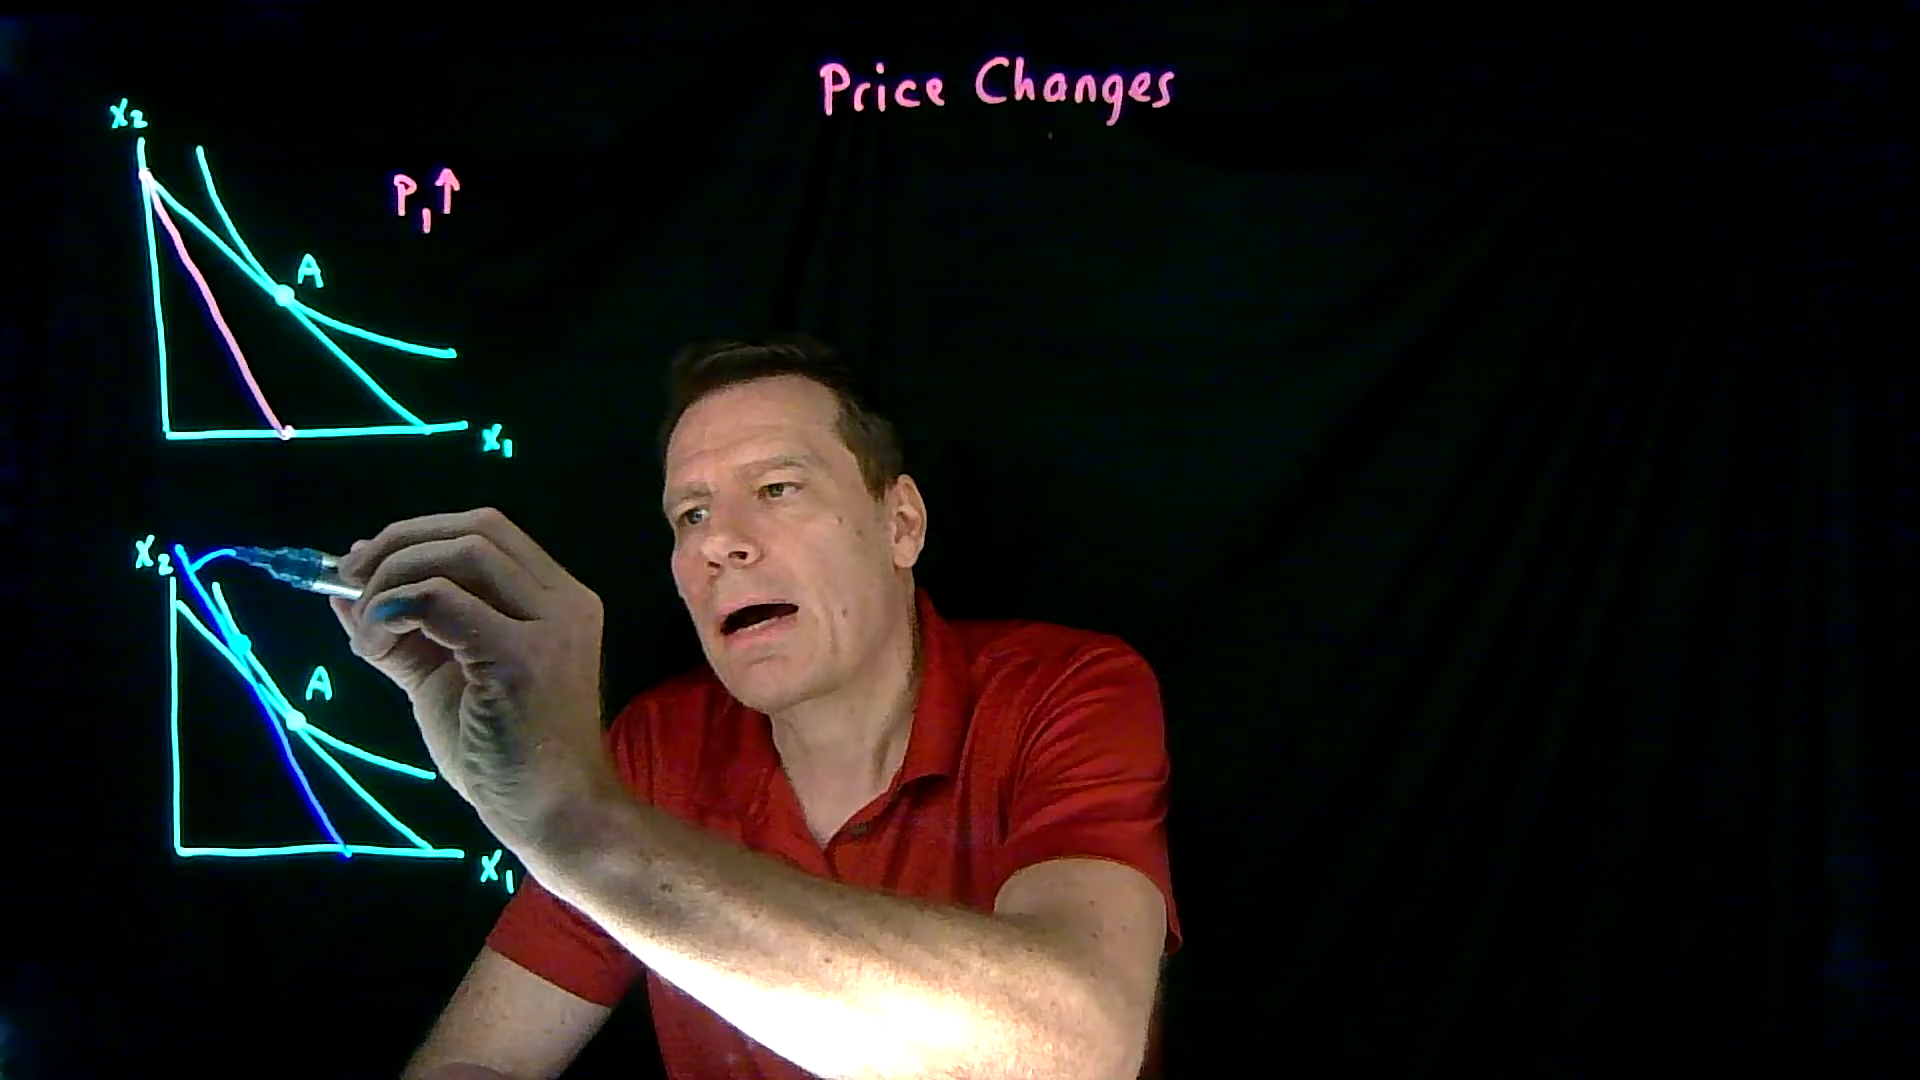 Price Changes
X2
P1↑
A
X1
X2
A
X1